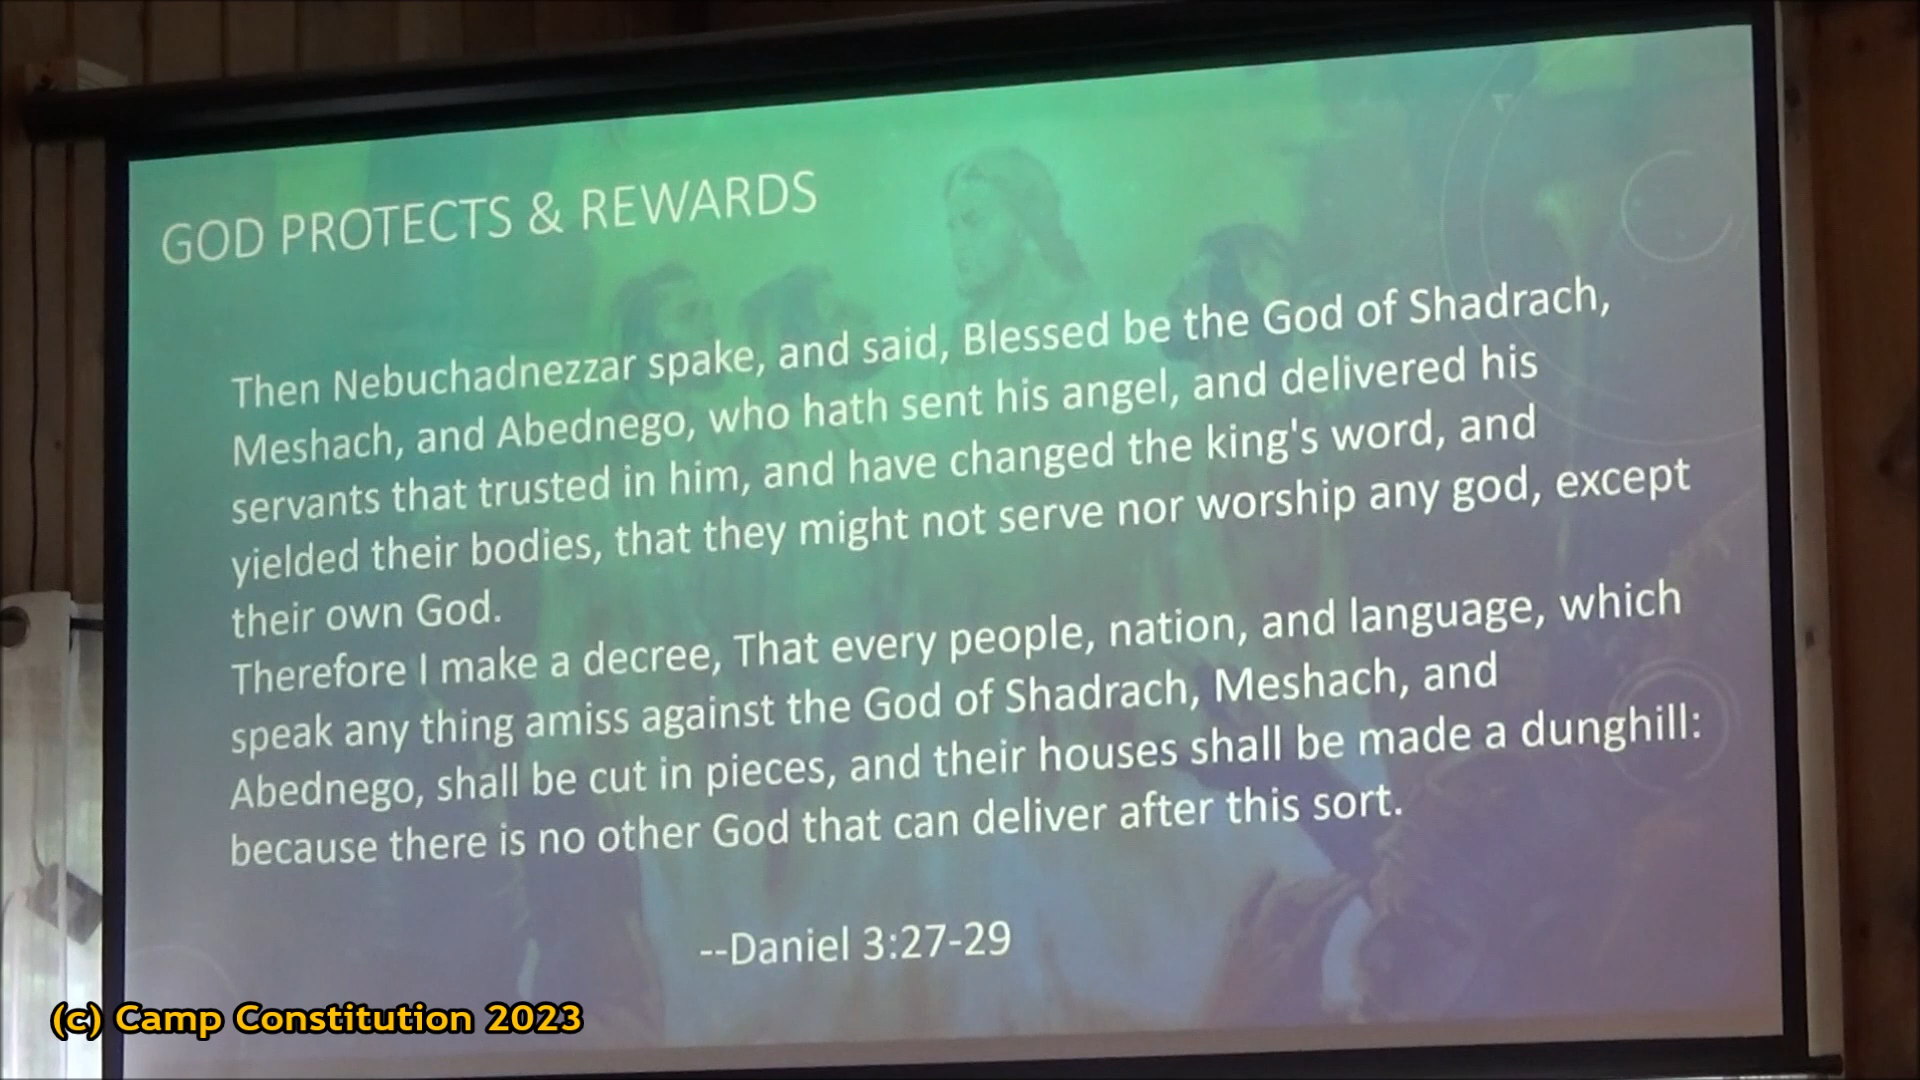 GOD PROTECTS & REWARDS
Then Nebuchadnezzar spake, and said, Blessed be the God of Shadrach,
Meshach, and Abednego, who hath sent his angel, and delivered his
servants that trusted in him, and have changed the king's word, and
yielded their bodies, that they might not serve nor worship any god, except
their own God.
Therefore I make a decree, That every people, nation, and language, which
speak any thing amiss against the God of Shadrach, Meshach, and
Abednego, shall be cut in pieces, and their houses shall be made a dunghill:
because there is no other God that can deliver after this sort.
--Daniel 3:27-29
(c) Camp Constitution 2023